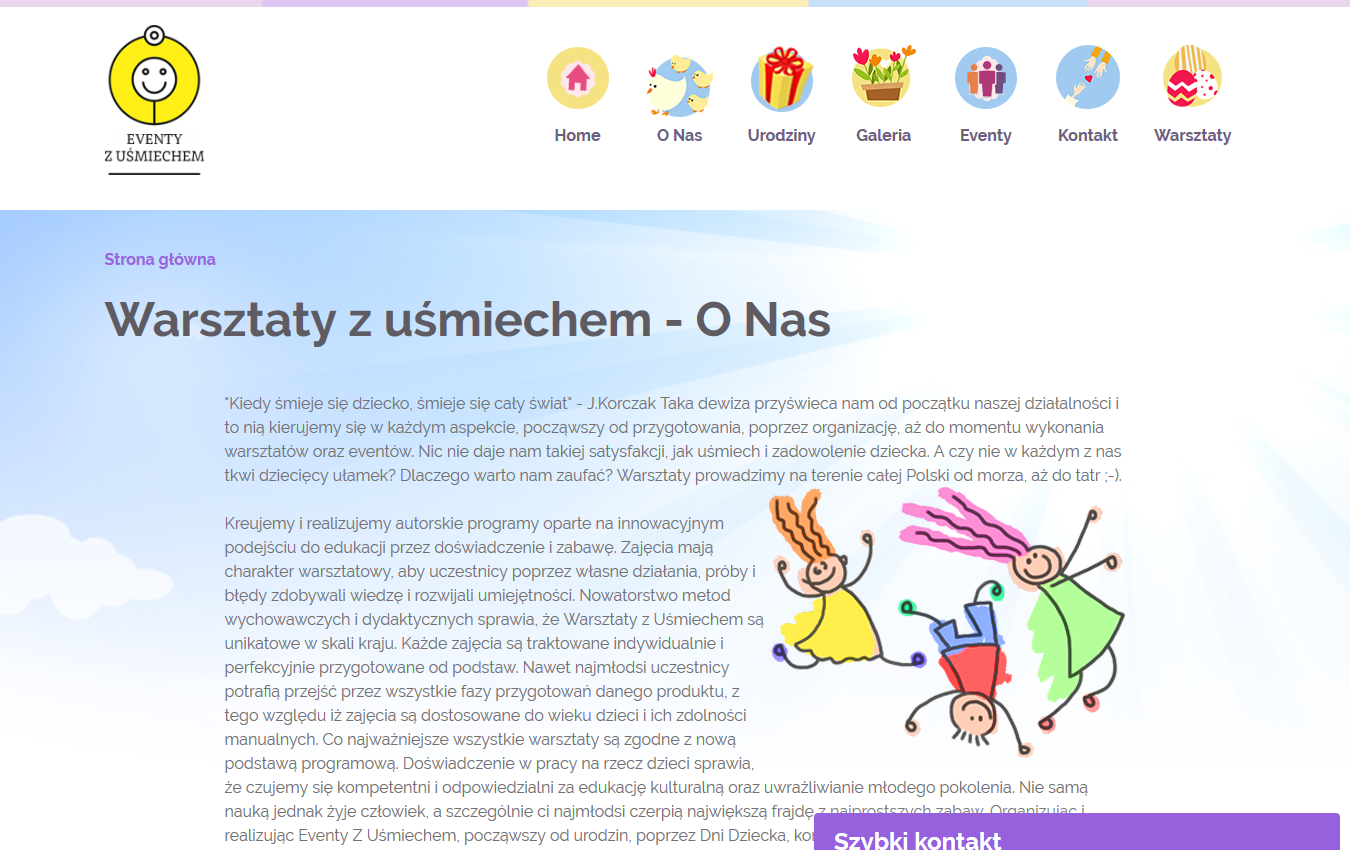 EVENTY
Z UŚMIECHEM
Home
O Nas
Urodziny
Galeria
Eventy
Kontakt
Warsztaty
Strona główna
Warsztaty z uśmiechem - O Nas
"Kiedy śmieje się dziecko, śmieje się cały świat" - J.Korczak Taka dewiza przyświeca nam od początku naszej działalności i
to nią kierujemy się w każdym aspekcie, począwszy od przygotowania, poprzez organizację, aż do momentu wykonania
warsztatów oraz eventów. Nic nie daje nam takiej satysfakcji, jak uśmiech i zadowolenie dziecka. A czy nie w każdym z nas
tkwi dziecięcy ułamek? Dlaczego warto nam zaufać? Warsztaty prowadzimy na terenie całej Polski od morza, aż do tatr ;-).
Kreujemy i realizujemy autorskie programy oparte na innowacyjnym
podejściu do edukacji przez doświadczenie i zabawę. Zajęcia mają
charakter warsztatowy, aby uczestnicy poprzez własne działania, próby i
błędy zdobywali wiedzę i rozwijali umiejętności. Nowatorstwo metod
wychowawczych i dydaktycznych sprawia, że Warsztaty z Uśmiechem są
unikatowe w skali kraju. Każde zajęcia są traktowane indywidualnie i
perfekcyjnie przygotowane od podstaw. Nawet najmłodsi uczestnicy
potrafią przejść przez wszystkie fazy przygotowań danego produktu, z
tego względu iż zajęcia są dostosowane do wieku dzieci i ich zdolności
manualnych. Co najważniejsze wszystkie warsztaty są zgodne z nową
podstawą programową. Doświadczenie w pracy na rzecz dzieci sprawia,
że czujemy się kompetentni i odpowiedzialni za edukację kulturalną oraz uwrażliwianie młodego pokolenia. Nie samą
nauką jednak żyje człowiek, a szczególnie ci najmłodsi czerpią największą frajdę z najprostszych zabaw. Organizując i
realizując Eventy Z Uśmiechem, począwszy od urodzin, poprzez Dni Dziecka,
Szybki kontakt